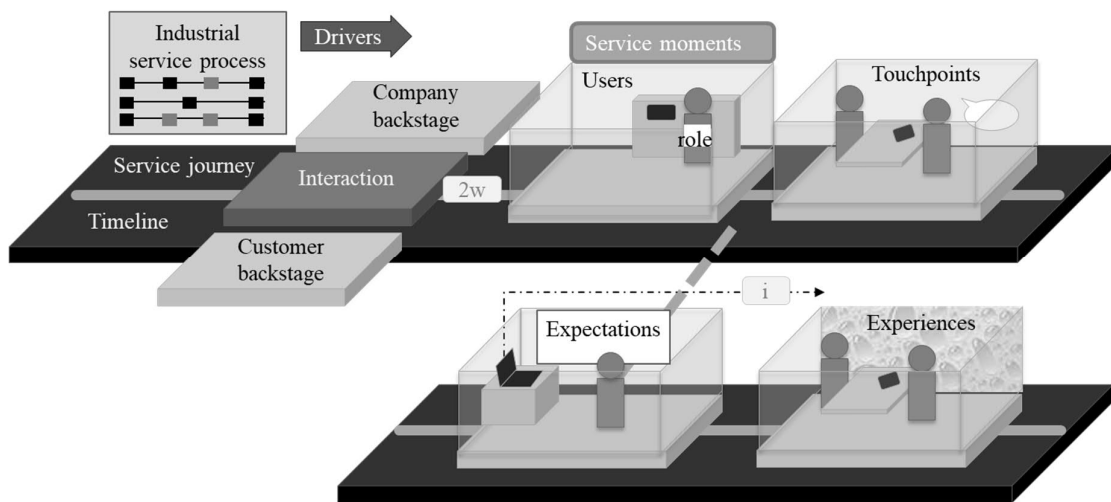 Industrial
service process
Drivers
Service moments
Company
backstage
Users
Touchpoints
role
Service journey
Interaction
2w
Timeline
Customer
backstage
i
Expectations
Experiences